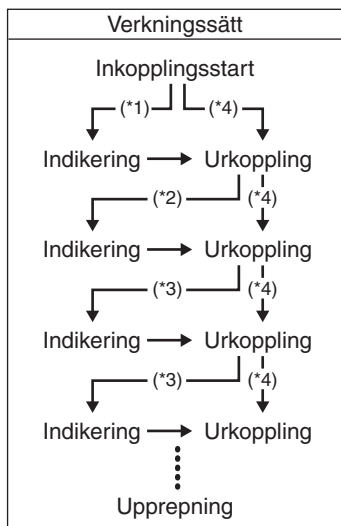 Verkningssätt
Inkopplingsstart
(*1) (*4)
Indikering Urkoppling
(*2) (*4)
Indikering Urkoppling
(*3) (*4)
Indikering Urkoppling
(*3) (*4)
Indikering Urkoppling
Upprepning